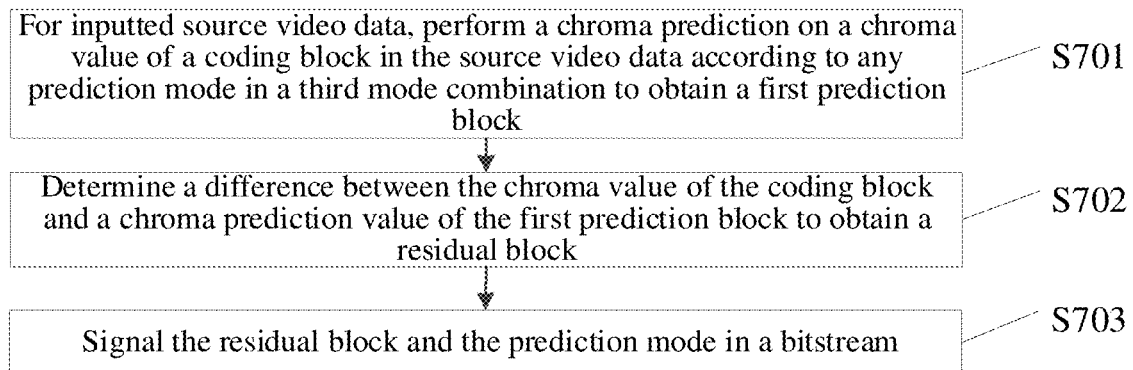 For inputted source video data, perform a chroma prediction on a chroma
value of a coding block in the source video data according to any
prediction mode in a third mode combination to obtain a first prediction
block
S701
Determine a difference between the chroma value of the coding block
and a chroma prediction value of the first prediction block to obtain a
residual block
S702
Signal the residual block and the prediction mode in a bitstream
S703